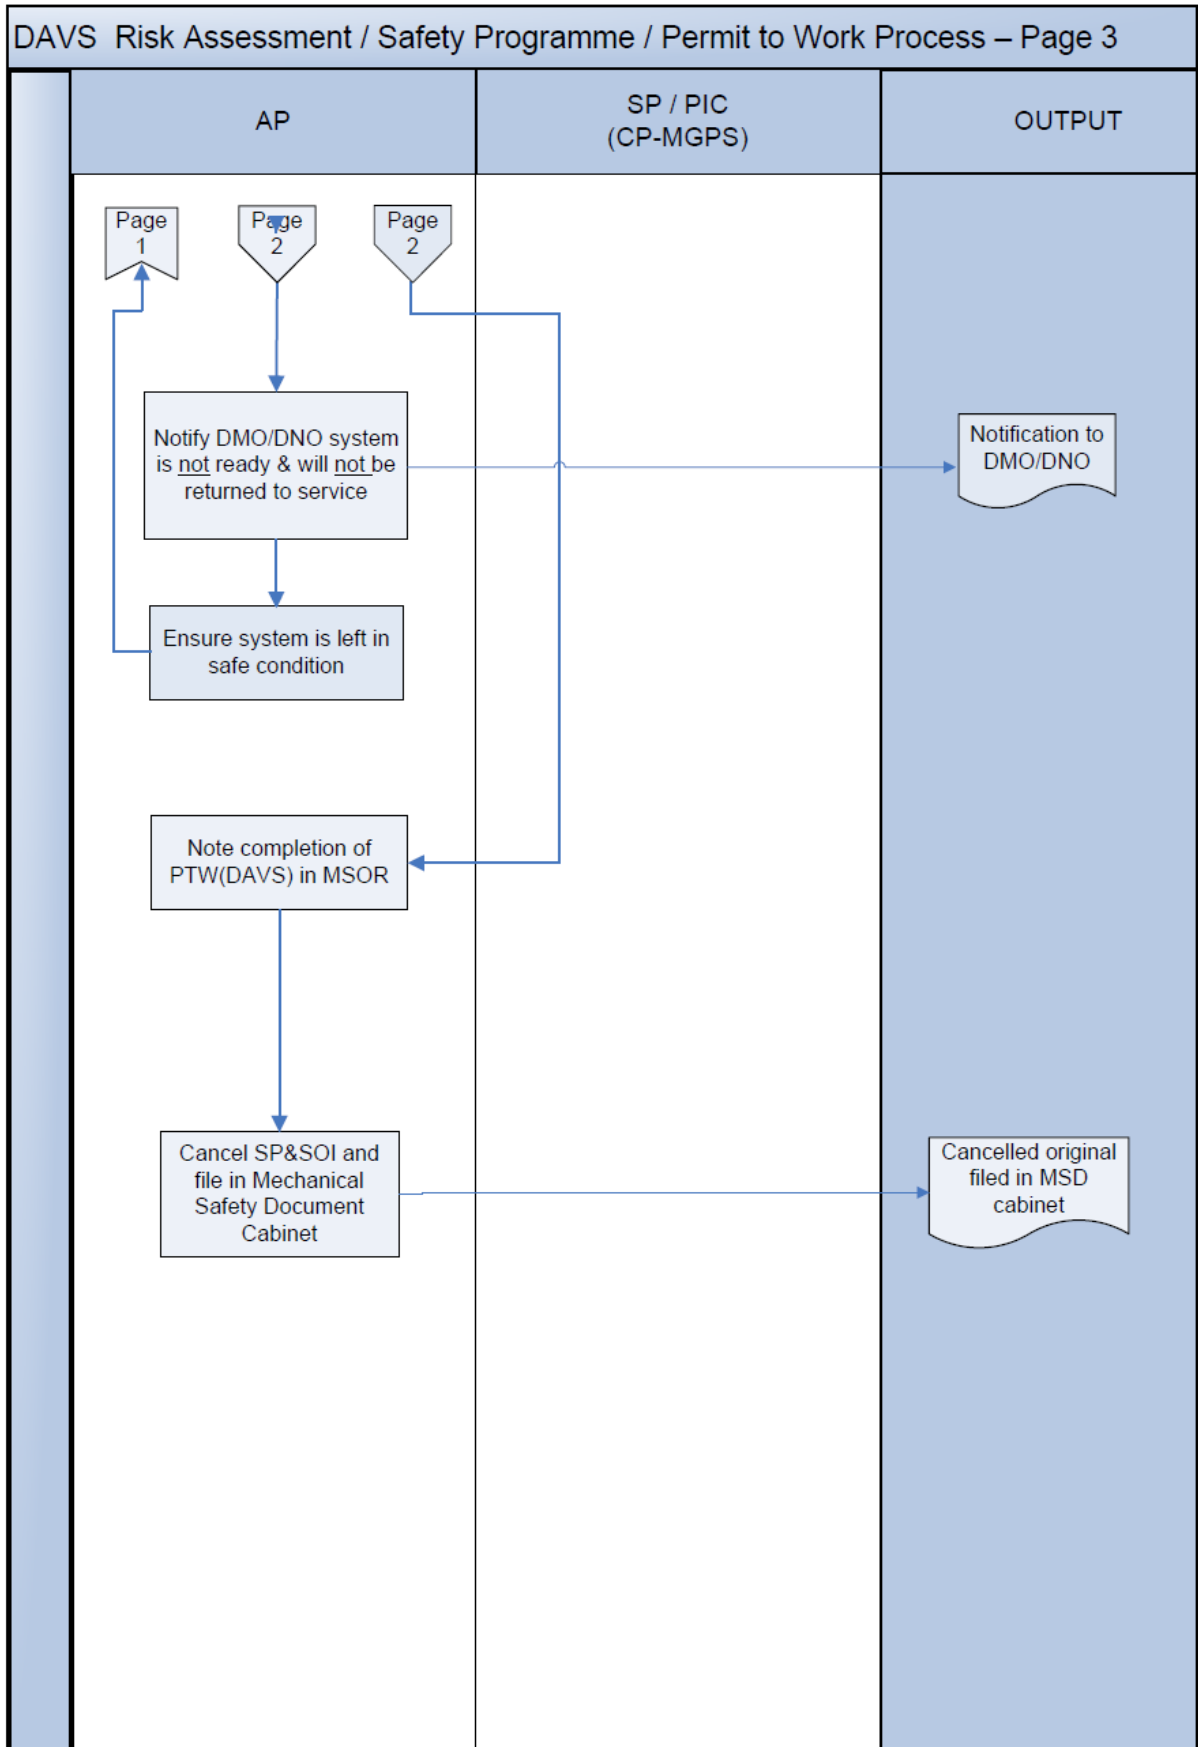 DAVS Risk Assessment / Safety Programme / Permit to Work Process – Page 3
AP
SP / PIC
(CP-MGPS)
OUTPUT
Page
1
Page
2
Page
2
Notify DMO/DNO system
is not ready & will not be
returned to service
Notification to
DMO/DNO
Ensure system is left in
safe condition
Note completion of
PTW(DAVS) in MSOR
Cancel SP&SOI and
file in Mechanical
Safety Document
Cabinet
Cancelled original
filed in MSD
cabinet